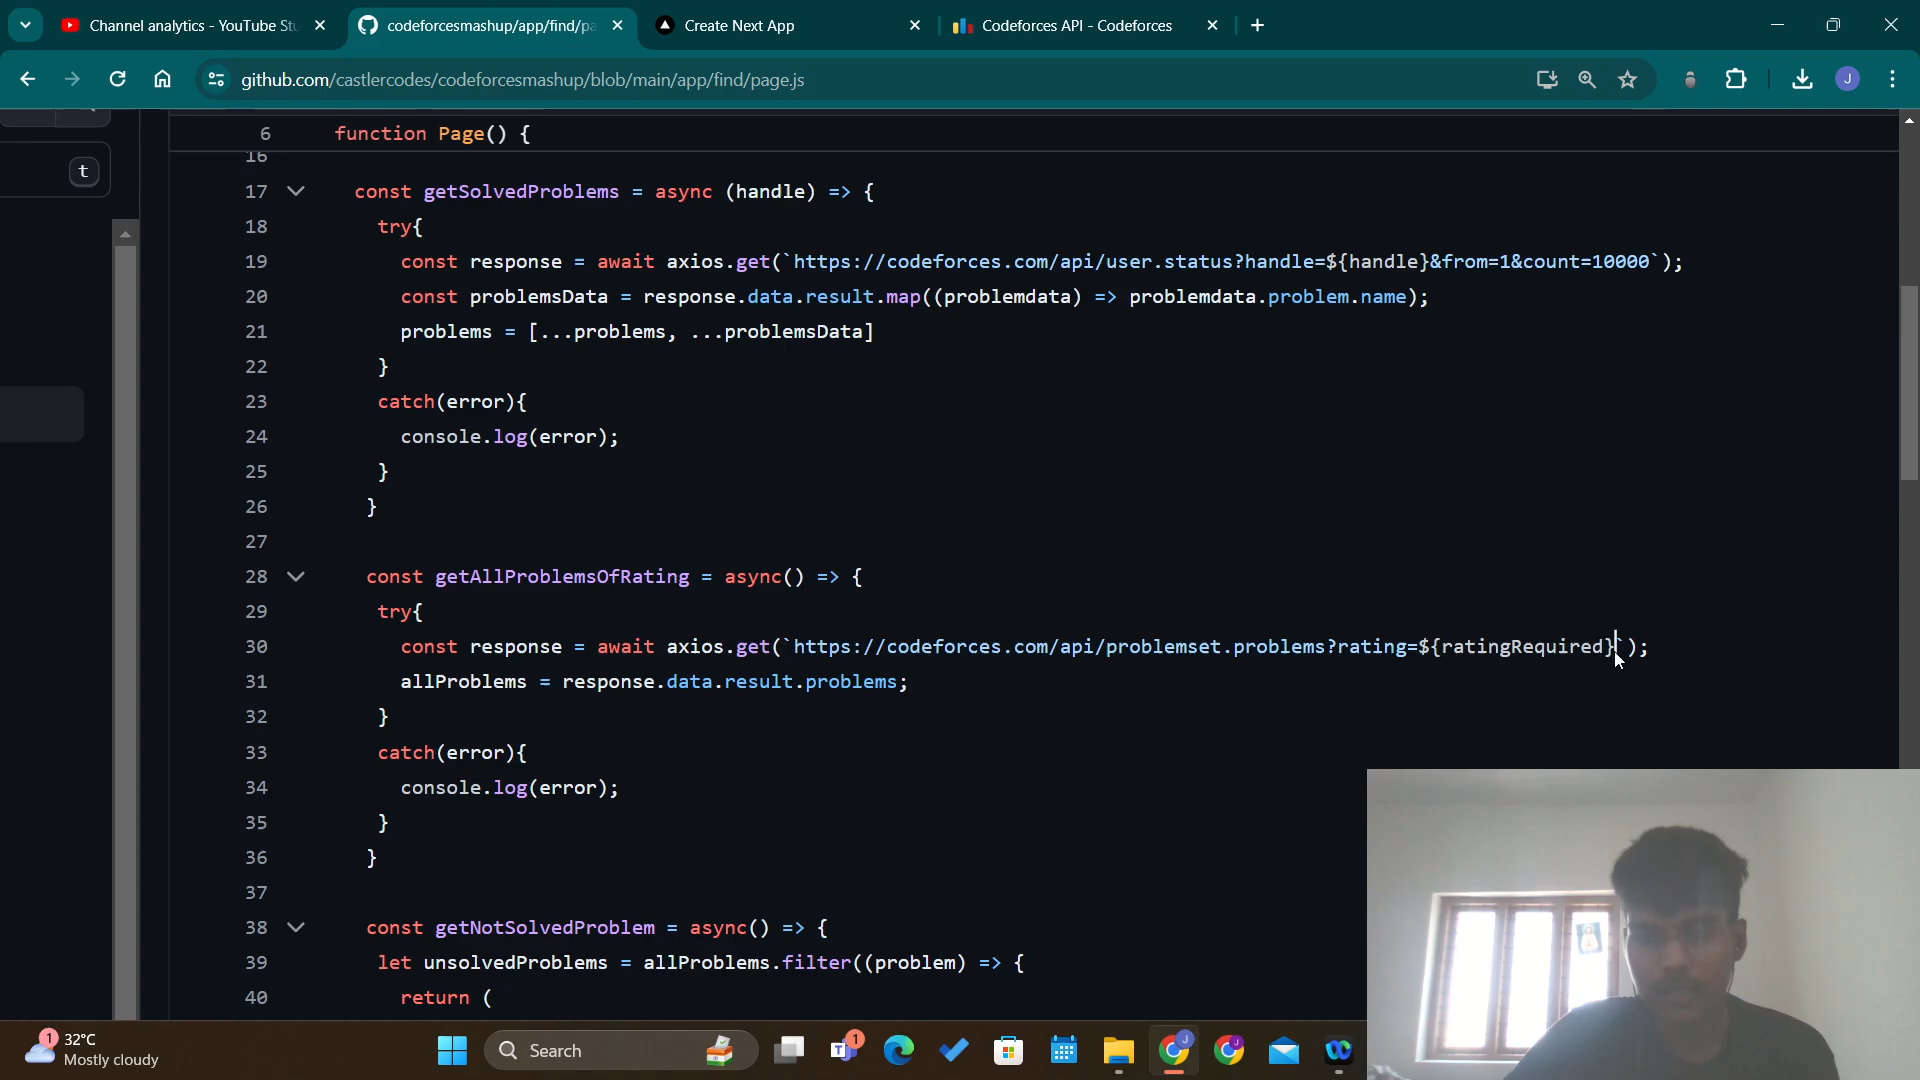 Channel analytics - YouTube Stu
codeforcesmashup/app/find/pa
Create Next App
Codeforces API - Codeforces
github.com/castlercodes/codeforcesmashup/blob/main/app/find/page.js
J
t
6 function Page() {
16
17 const getSolvedProblems = async (handle) => {
18 try{
19 const response = await axios.get(`https://codeforces.com/api/user.status?handle=${handle}&from=1&count=10000`);
20 const problemsData = response.data.result.map((problemdata) => problemdata.problem.name);
21 problems = [...problems, ...problemsData]
22 }
23 catch(error){
24 console.log(error);
25 }
26 }
27
28 const getAllProblemsOfRating = async() => {
29 try{
30 const response = await axios.get(`https://codeforces.com/api/problemset.problems?rating=${ratingRequired}`);
31 allProblems = response.data.result.problems;
32 }
33 catch(error){
34 console.log(error);
35 }
36 }
37
38 const getNotSolvedProblem = async() => {
39 let unsolvedProblems = allProblems.filter((problem) => {
40 return (
1
32°C
Mostly cloudy
Search
1